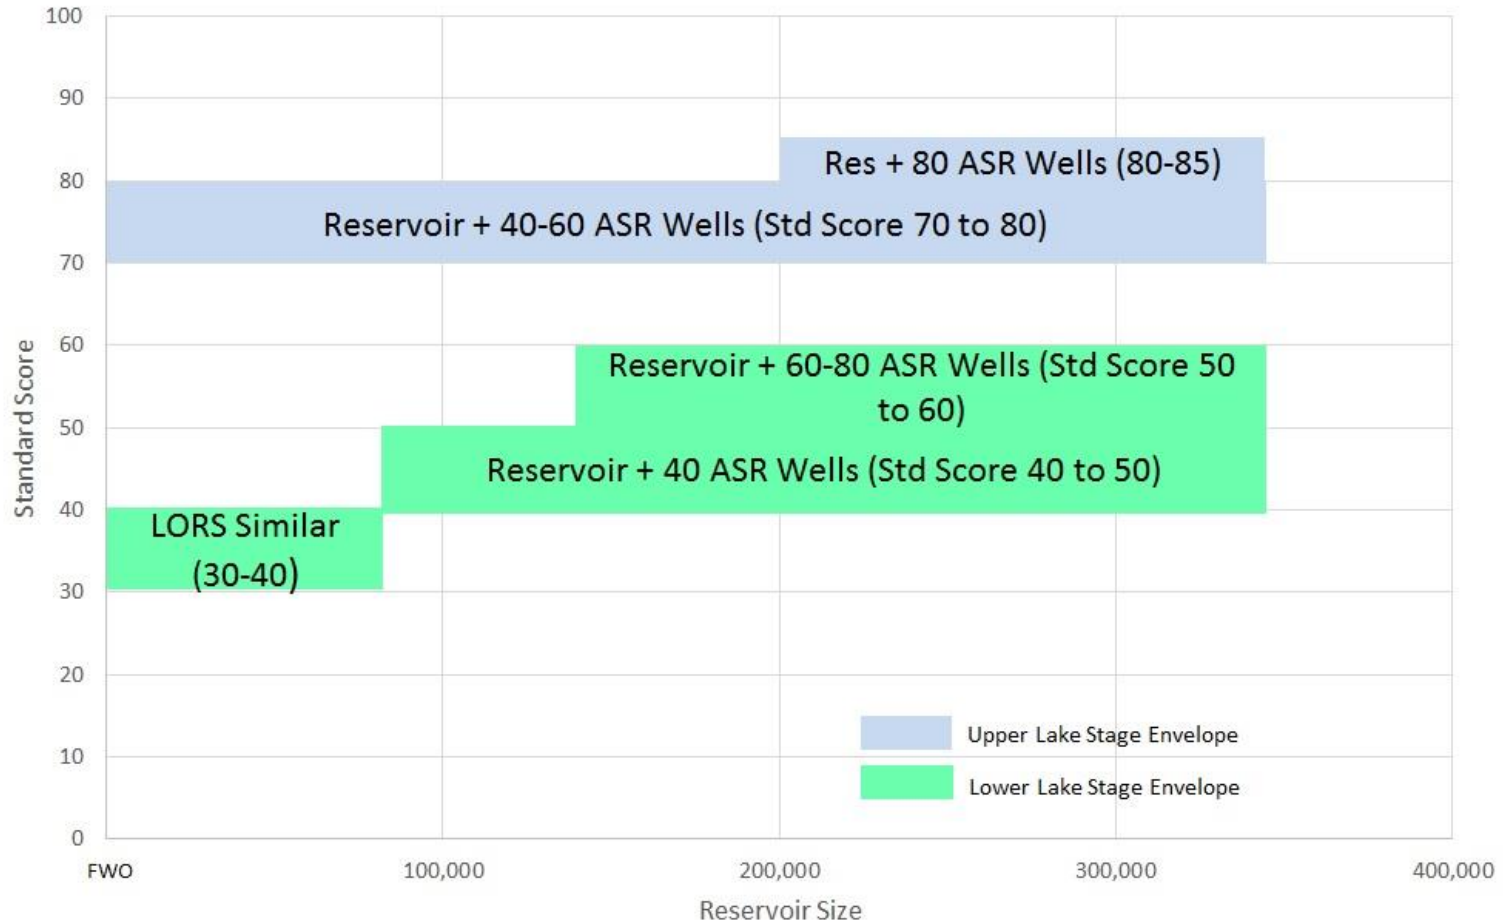 100
90
80
70
60
50
40
30
20
10
0
Standard Score
Res + 80 ASR Wells (80-85)
Reservoir + 40-60 ASR Wells (Std Score 70 to 80)
Reservoir + 60-80 ASR Wells (Std Score 50
to 60)
Reservoir + 40 ASR Wells (Std Score 40 to 50)
LORS Similar
(30-40)
Upper Lake Stage Envelope
Lower Lake Stage Envelope
FWO
100,000
200,000
300,000
400,000
Reservoir Size